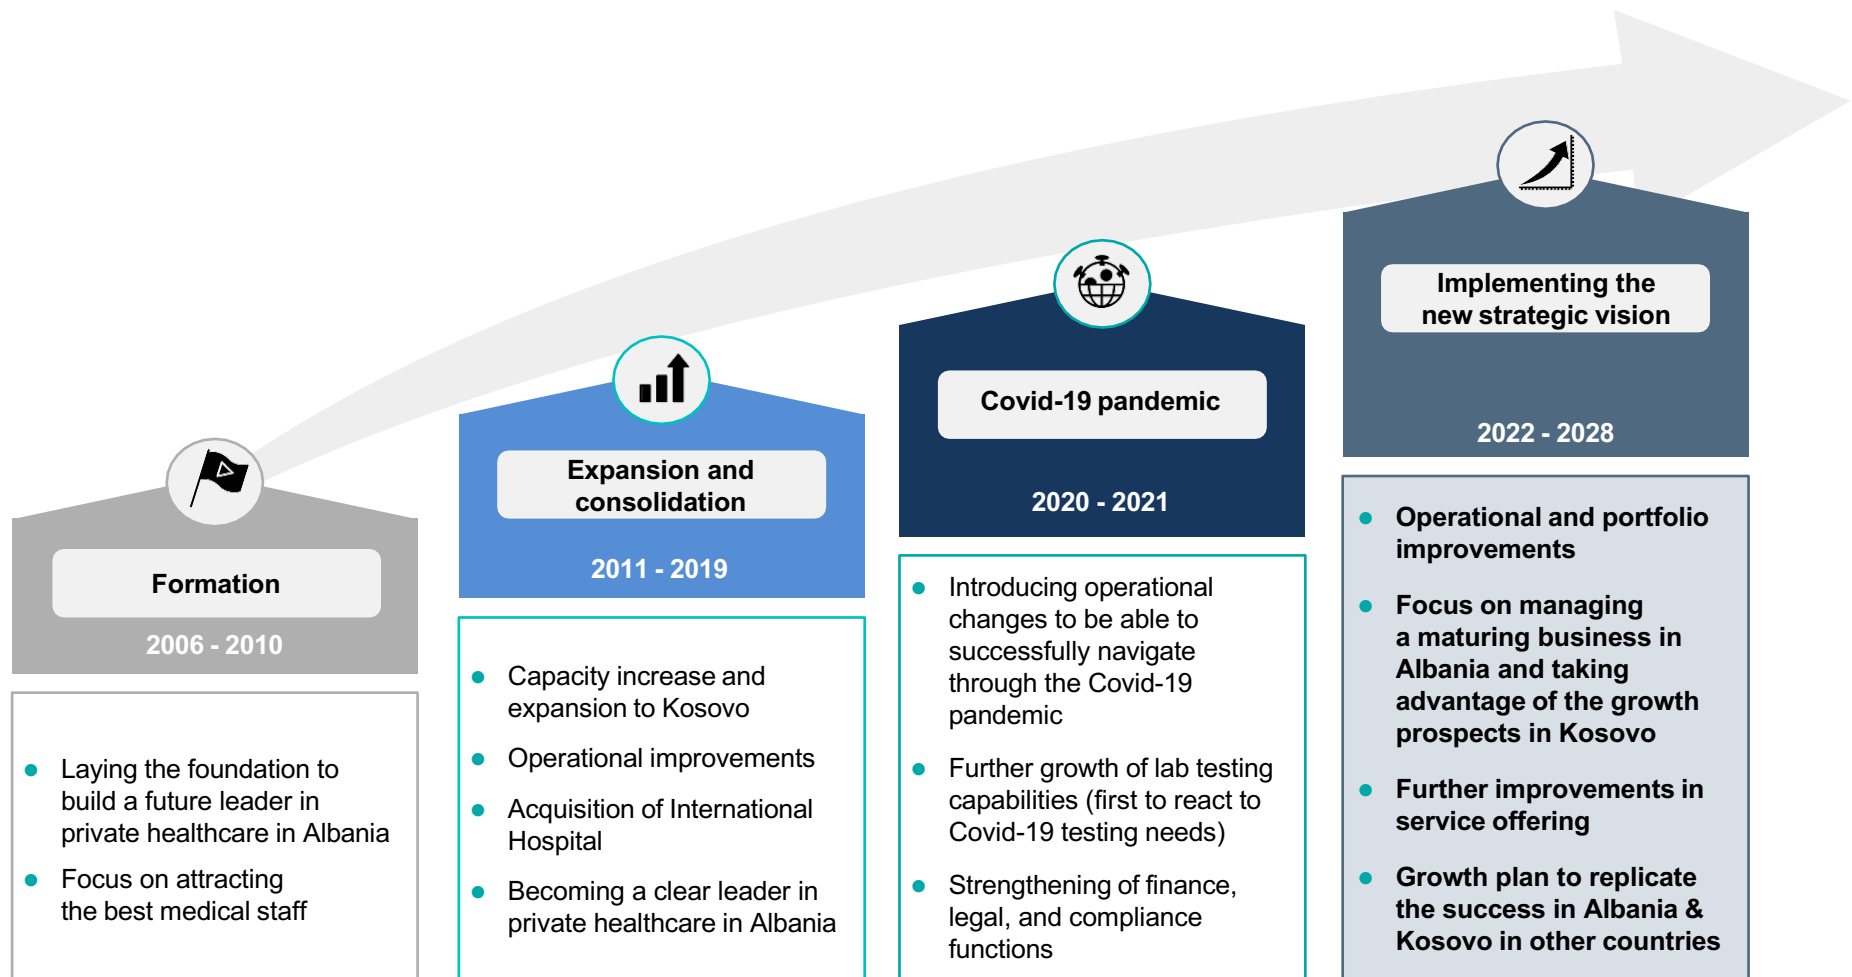 Formation
2006 - 2010
Laying the foundation to
build a future leader in
private healthcare in Albania
Focus on attracting
the best medical staff
Expansion and
consolidation
2011 - 2019
Capacity increase and
expansion to Kosovo
Operational improvements
Acquisition of International
Hospital
Becoming a clear leader in
private healthcare in Albania
Covid-19 pandemic
2020 - 2021
Introducing operational
changes to be able to
successfully navigate
through the Covid-19
pandemic
Further growth of lab testing
capabilities (first to react to
Covid-19 testing needs)
Strengthening of finance,
legal, and compliance
functions
Implementing the
new strategic vision
2022 - 2028
Operational and portfolio
improvements
Focus on managing
a maturing business in
Albania and taking
advantage of the growth
prospects in Kosovo
Further improvements in
service offering
Growth plan to replicate
the success in Albania &
Kosovo in other countries